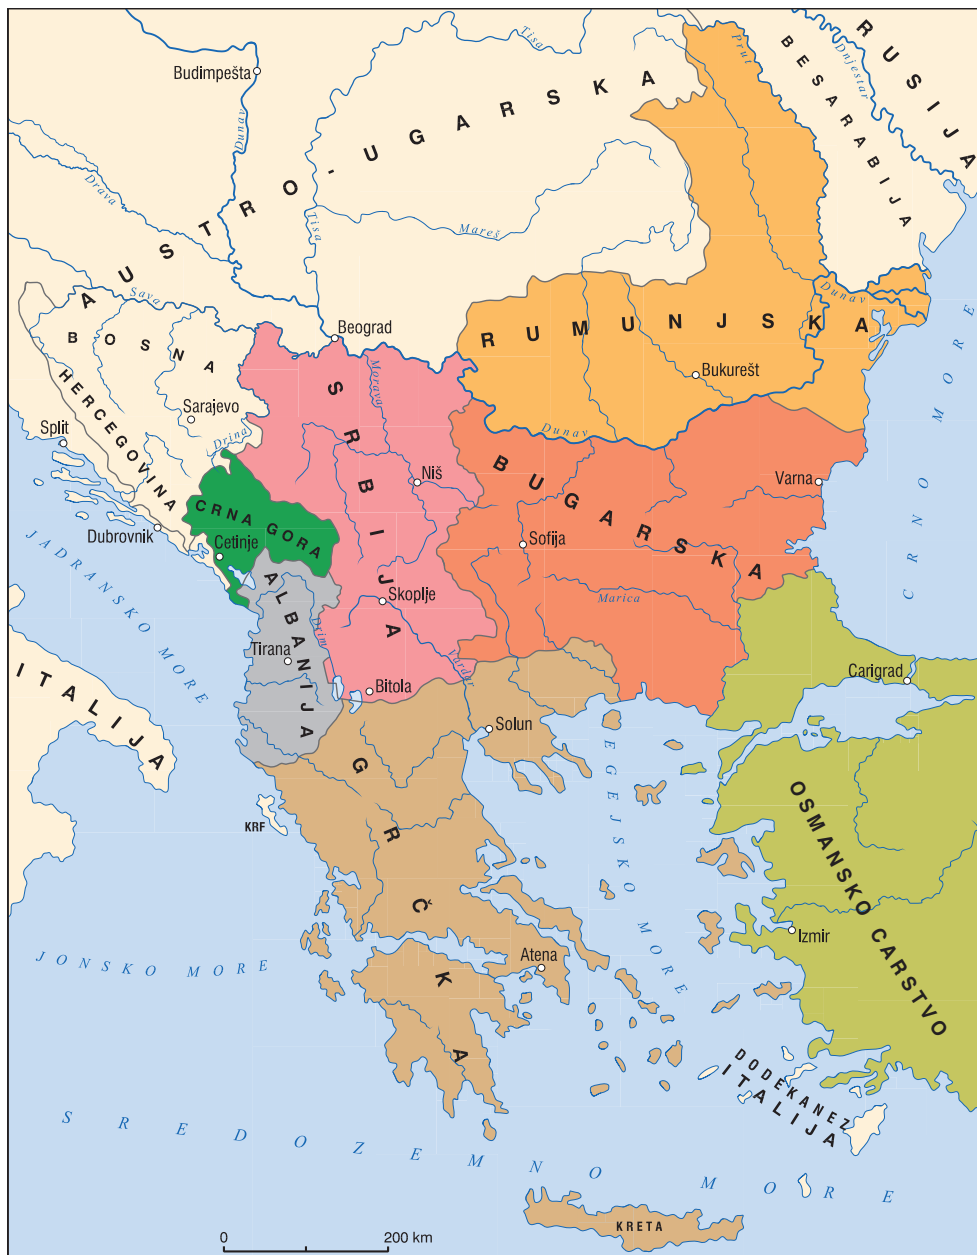 RUSIJA
BESARABIJA
Dnjestar
Prut
Tisa
Budimpešta
Dunav
AUSTRO-UGARSKA
Drava
Tisa
Mareš
Sava
Beograd
BOSNA
HERCEGOVINA
Sarajevo
Split
Drina
Dubrovnik
RUMUNJSKA
Dunav
Bukurešt
Dunav
SRBIJA
Morava
Niš
Skoplje
Bitola
Vardar
CRNA GORA
Cetinje
ALBANIJA
Drim
Tirana
BUGARSKA
Varna
Sofija
Marica
CRNO MORE
JADRANSKO MORE
ITALIJA
Carigrad
Solun
GRČKA
KRF
EGEJSKO MORE
OSMANSKO CARSTVO
Izmir
Atena
JONSKO MORE
DODEKANEZ
ITALIJA
SREDOZEMNO MORE
KRETA
0 200 km